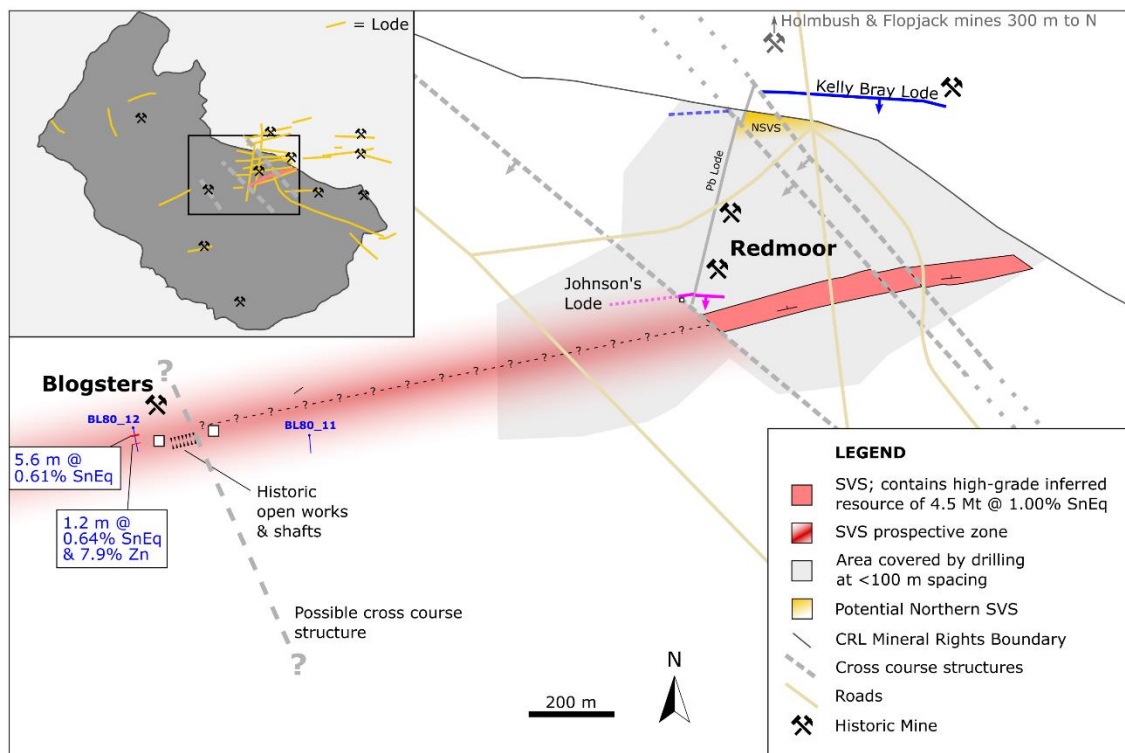 = Lode
Holmbush & Flopjack mines 300 m to N
Kelly Bray Lode
NSVS
Pb Lode
Redmoor
Johnson's
Lode
Blogsters
?
BL80_12
BL80_11
? ? ? ? ? ? ? ? ? ? ? ? ? ? ?
5.6 m @
0.61% SnEq
1.2 m @
0.64% SnEq
& 7.9% Zn
Historic
open works
& shafts
Possible cross course
structure
?
200 m
N
LEGEND
SVS; contains high-grade inferred
resource of 4.5 Mt @ 1.00% SnEq
SVS prospective zone
Area covered by drilling
at <100 m spacing
Potential Northern SVS
CRL Mineral Rights Boundary
Cross course structures
Roads
Historic Mine